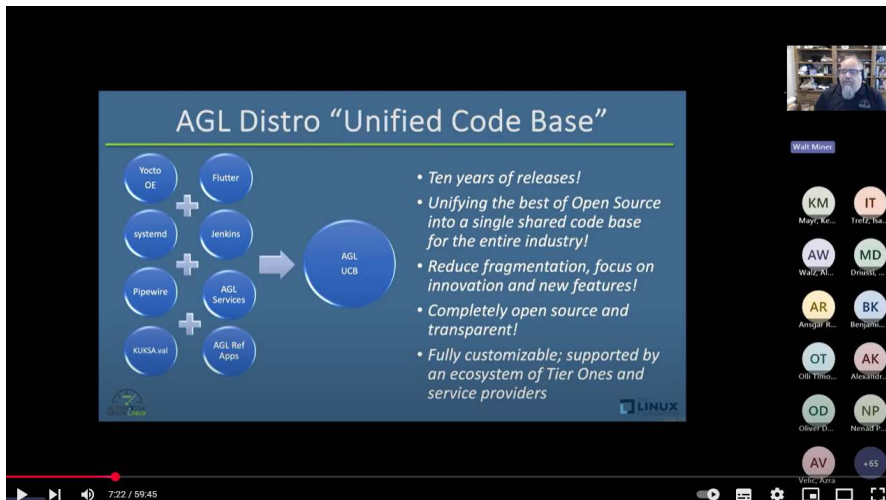 AGL Distro “Unified Code Base”
Yocto
OE
Flutter
systemd
Jenkins
Pipewire
AGL
Services
KUKSA.val
AGL Ref
Apps
AGL
UCB
• Ten years of releases!
• Unifying the best of Open Source
into a single shared code base
for the entire industry!
• Reduce fragmentation, focus on
innovation and new features!
• Completely open source and
transparent!
• Fully customizable; supported by
an ecosystem of Tier Ones and
service providers
LINUX
LINUX
Walt Miner
KM
IT
Mayr, Ke...
Trefz, Isa...
AW
MD
Walz, Al...
Driussi, ...
AR
BK
Ansgar R...
Benjami...
OT
AK
Olli Timo...
Alexandr...
OD
NP
Oliver D...
Nenad P...
AV
+65
Velic, Azra
7:22 / 59:45